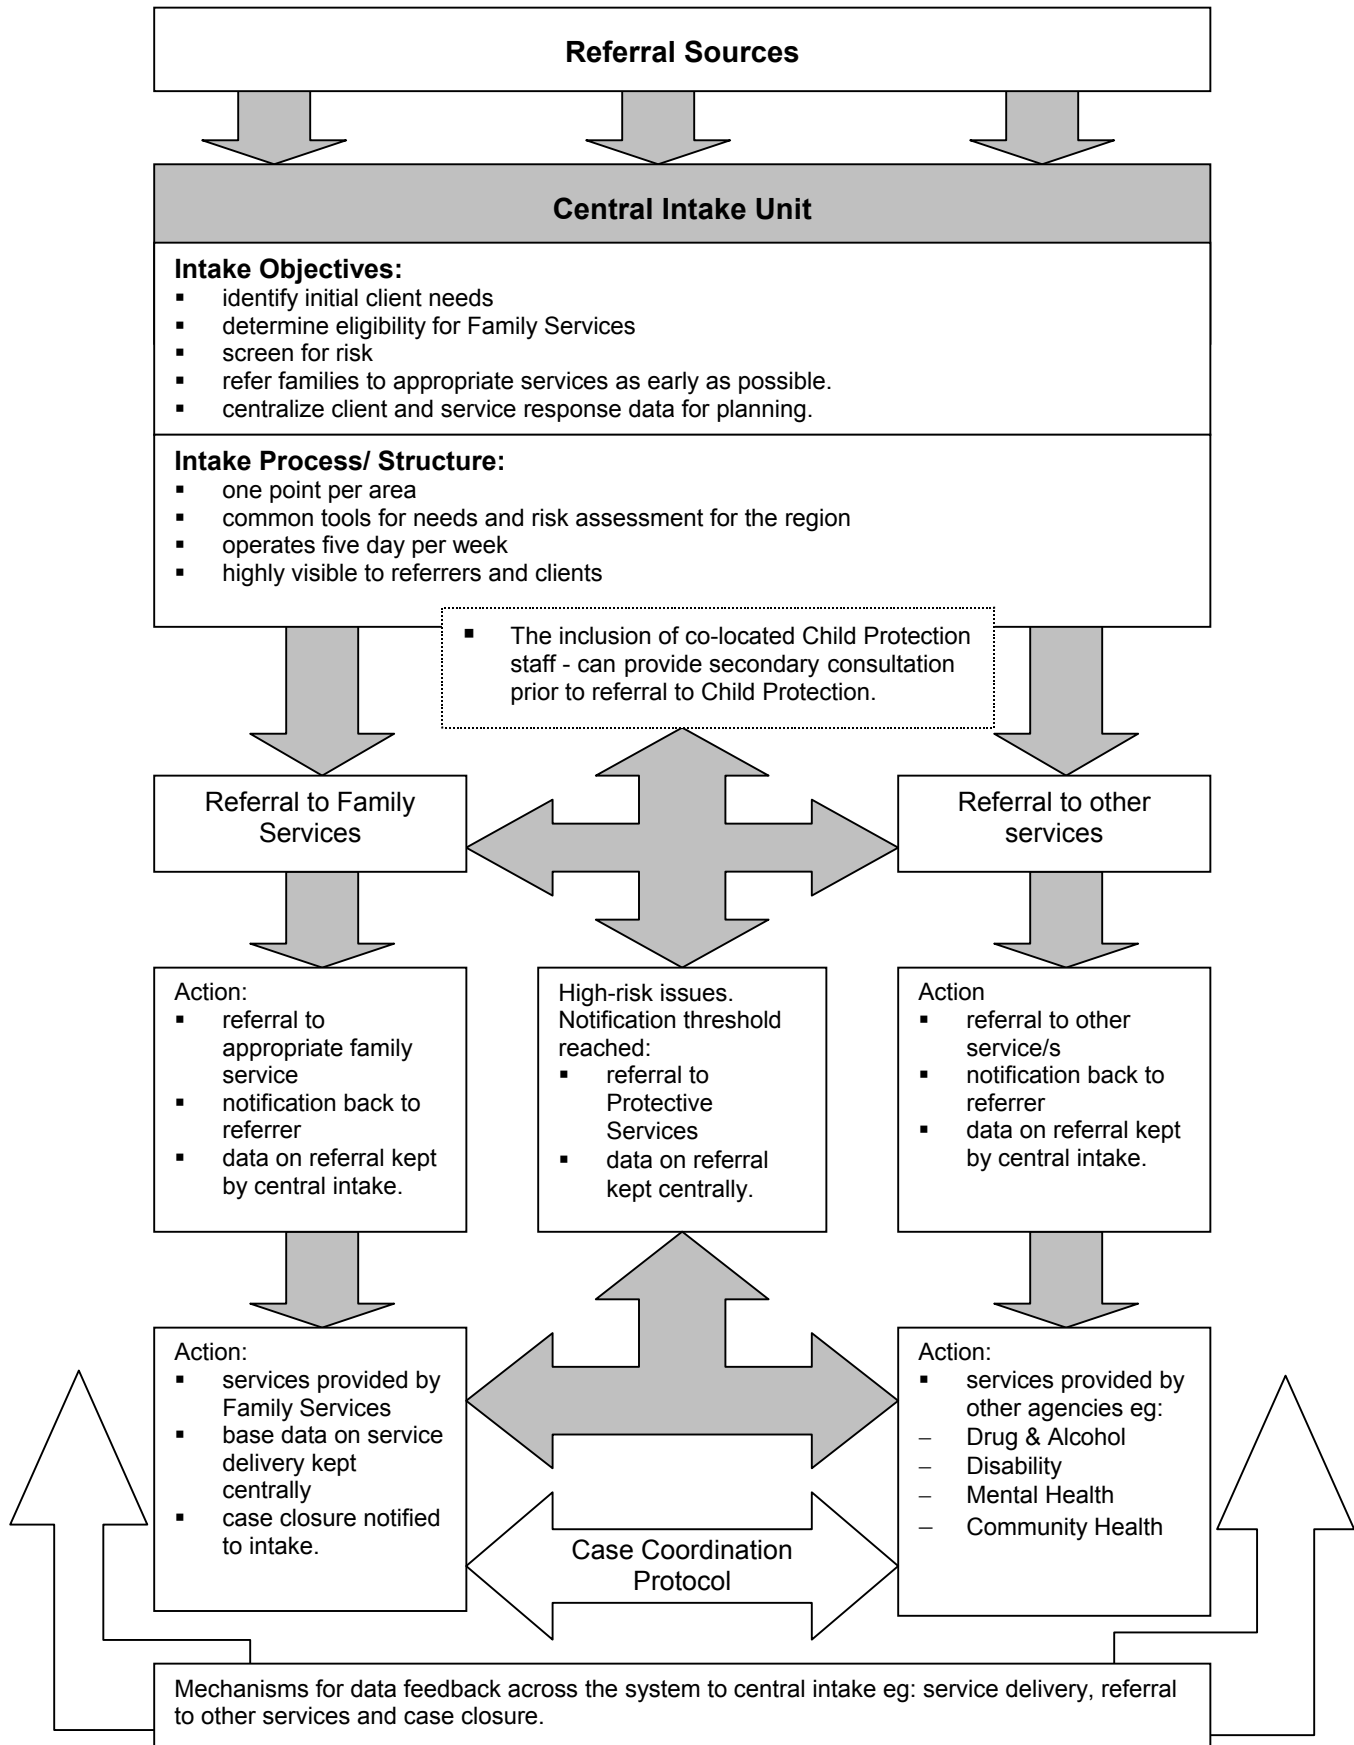 Referral Sources
Central Intake Unit
Intake Objectives:
▪ identify initial client needs
▪ determine eligibility for Family Services
▪ screen for risk
▪ refer families to appropriate services as early as possible.
▪ centralize client and service response data for planning.
Intake Process/ Structure:
▪ one point per area
▪ common tools for needs and risk assessment for the region
▪ operates five day per week
▪ highly visible to referrers and clients
▪ The inclusion of co-located Child Protection
staff - can provide secondary consultation
prior to referral to Child Protection.
Referral to Family
Services
Referral to other
services
Action:
▪ referral to
appropriate family
service
▪ notification back to
referrer
▪ data on referral kept
by central intake.
High-risk issues.
Notification threshold
reached:
▪ referral to
Protective
Services
▪ data on referral
kept centrally.
Action
▪ referral to other
service/s
▪ notification back to
referrer
▪ data on referral kept
by central intake.
Action:
▪ services provided by
Family Services
▪ base data on service
delivery kept
centrally
▪ case closure notified
to intake.
Case Coordination
Protocol
Action:
▪ services provided by
other agencies eg:
– Drug & Alcohol
– Disability
– Mental Health
– Community Health
Mechanisms for data feedback across the system to central intake eg: service delivery, referral
to other services and case closure.